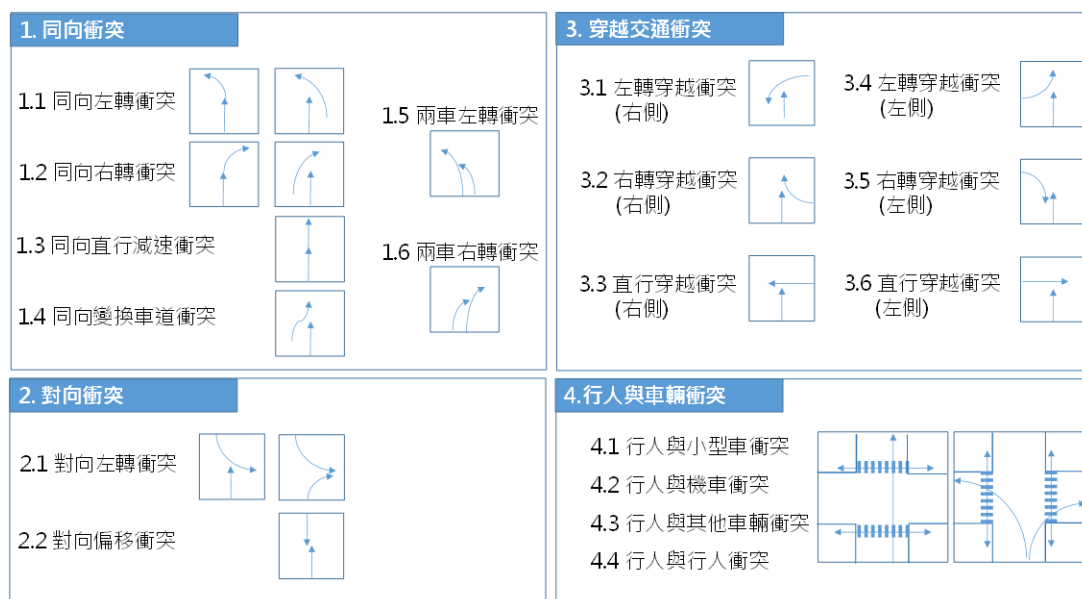 1. 同向衝突
1.1 同向左轉衝突
1.2 同向右轉衝突
1.3 同向直行減速衝突
1.4 同向變換車道衝突
1.5 兩車左轉衝突
1.6 兩車右轉衝突
2. 對向衝突
2.1 對向左轉衝突
2.2 對向偏移衝突
3. 穿越交通衝突
3.1 左轉穿越衝突
(右側)
3.2 右轉穿越衝突
(右側)
3.3 直行穿越衝突
(右側)
3.4 左轉穿越衝突
(左側)
3.5 右轉穿越衝突
(左側)
3.6 直行穿越衝突
(左側)
4.行人與車輛衝突
4.1 行人與小型車衝突
4.2 行人與機車衝突
4.3 行人與其他車輛衝突
4.4 行人與行人衝突